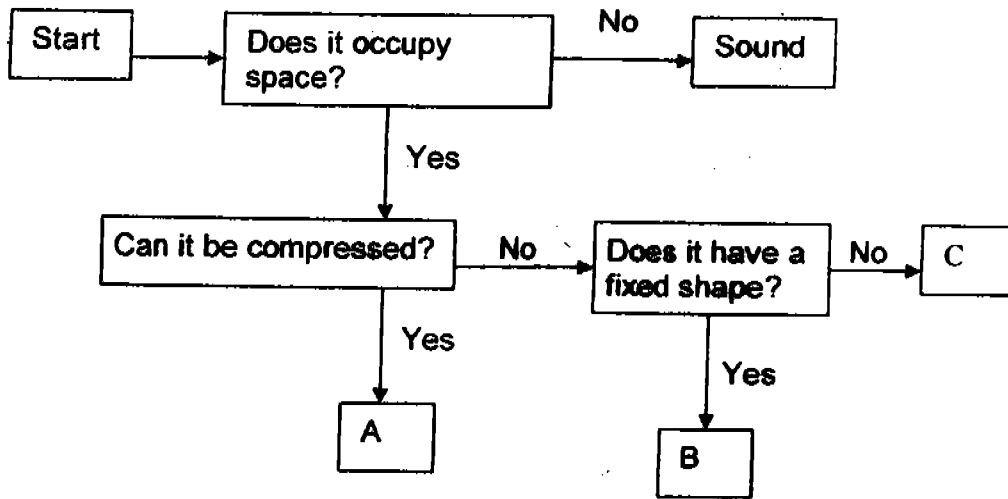 Start
Does it occupy
space?
No
Sound
Yes
Can it be compressed?
No
Does it have a
fixed shape?
No
C
Yes
Yes
A
B